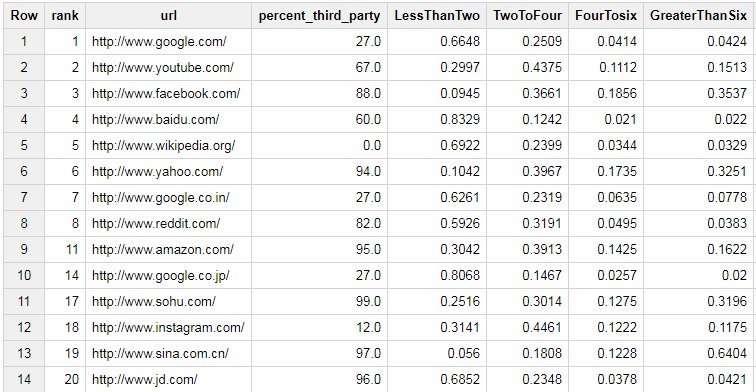 Row rank url percent_third_party LessThanTwo TwoToFour FourTosix GreaterThanSix
1 1 http://www.google.com/ 27.0 0.6648 0.2509 0.0414 0.0424
2 2 http://www.youtube.com/ 67.0 0.2997 0.4375 0.1112 0.1513
3 3 http://www.facebook.com/ 88.0 0.0945 0.3661 0.1856 0.3537
4 4 http://www.baidu.com/ 60.0 0.8329 0.1242 0.021 0.022
5 5 http://www.wikipedia.org/ 0.0 0.6922 0.2399 0.0344 0.0329
6 6 http://www.yahoo.com/ 94.0 0.1042 0.3967 0.1735 0.3251
7 7 http://www.google.co.in/ 27.0 0.6261 0.2319 0.0635 0.0778
8 8 http://www.reddit.com/ 82.0 0.5926 0.3191 0.0495 0.0383
9 11 http://www.amazon.com/ 95.0 0.3042 0.3913 0.1425 0.1622
10 14 http://www.google.co.jp/ 27.0 0.8068 0.1467 0.0257 0.02
11 17 http://www.sohu.com/ 99.0 0.2516 0.3014 0.1275 0.3196
12 18 http://www.instagram.com/ 12.0 0.3141 0.4461 0.1222 0.1175
13 19 http://www.sina.com.cn/ 97.0 0.056 0.1808 0.1228 0.6404
14 20 http://www.jd.com/ 96.0 0.6852 0.2348 0.0378 0.0421